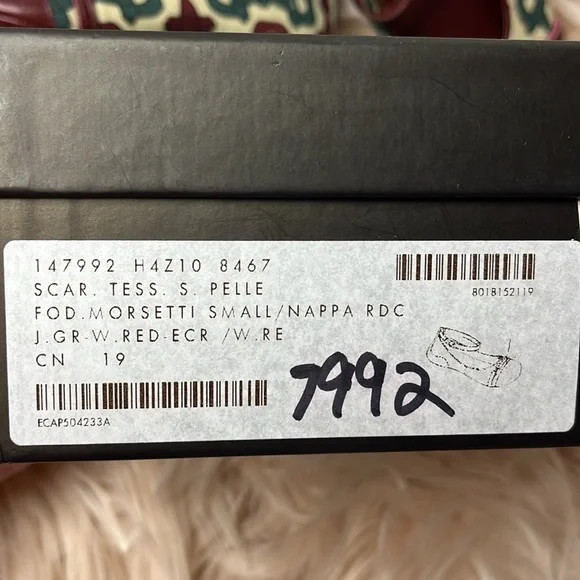 147992 H4Z10 8467
SCAR. TESS. S. PELLE
FOD.MORSETTI SMALL/NAPPA RDC
J.GR-W.RED-ECR /W.RE
CN 19
ECAP504233A
8018152119
7992